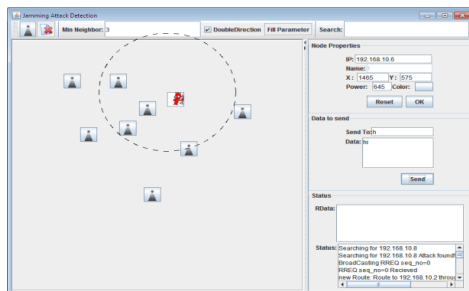 Jamming Attack Detection
Min Neighbor: 3
DoubleDirection
Fill Parameter
Search:
Node Properties
IP: 192.168.10.6
Name:
X: 1465 Y: 575
Power: 645 Color:
Reset OK
Data to send
Send To:h
Data: hi
Send
Status
RData:
Status: Searching for 192.168.10.8
Searching for 192.168.10.8 Attack found!
BroadCasting RREQ seq_no=0
RREQ seq_no=0 Recieved
new Route: Route to 192.168.10.2 throu